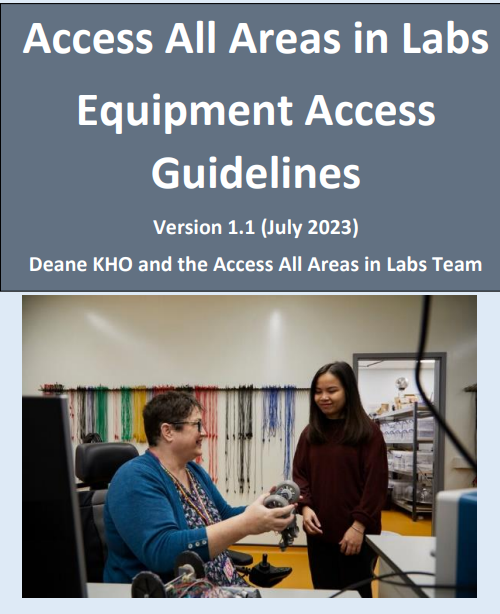 Access All Areas in Labs
Equipment Access
Guidelines
Version 1.1 (July 2023)
Deane KHO and the Access All Areas in Labs Team